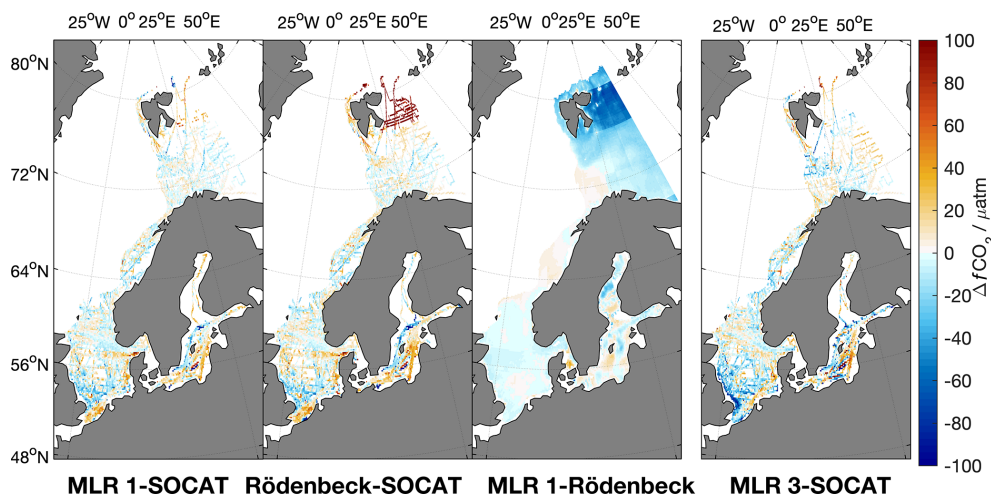 25°W 0° 25°E 50°E 25°W 0° 25°E 50°E 25°W 0° 25°E 50°E 25°W 0° 25°E 50°E
80°N
72°N
64°N
56°N
48°N
100
80
60
40
20
0
-20
-40
-60
-80
-100
ΔfCO2 / μatm
MLR 1-SOCAT Rödenbeck-SOCAT MLR 1-Rödenbeck MLR 3-SOCAT